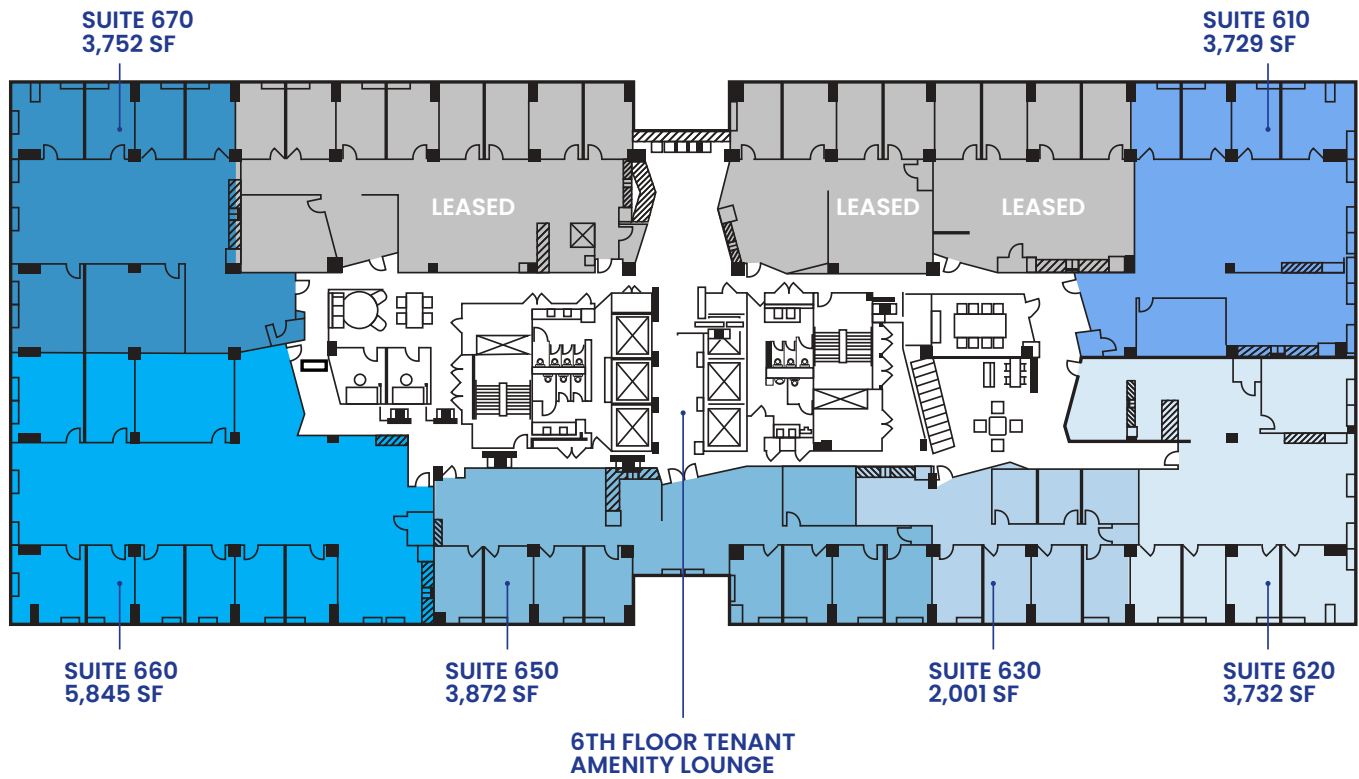 SUITE 670
3,752 SF
SUITE 610
3,729 SF
LEASED
LEASED
LEASED
SUITE 660
5,845 SF
SUITE 650
3,872 SF
SUITE 630
2,001 SF
SUITE 620
3,732 SF
6TH FLOOR TENANT
AMENITY LOUNGE